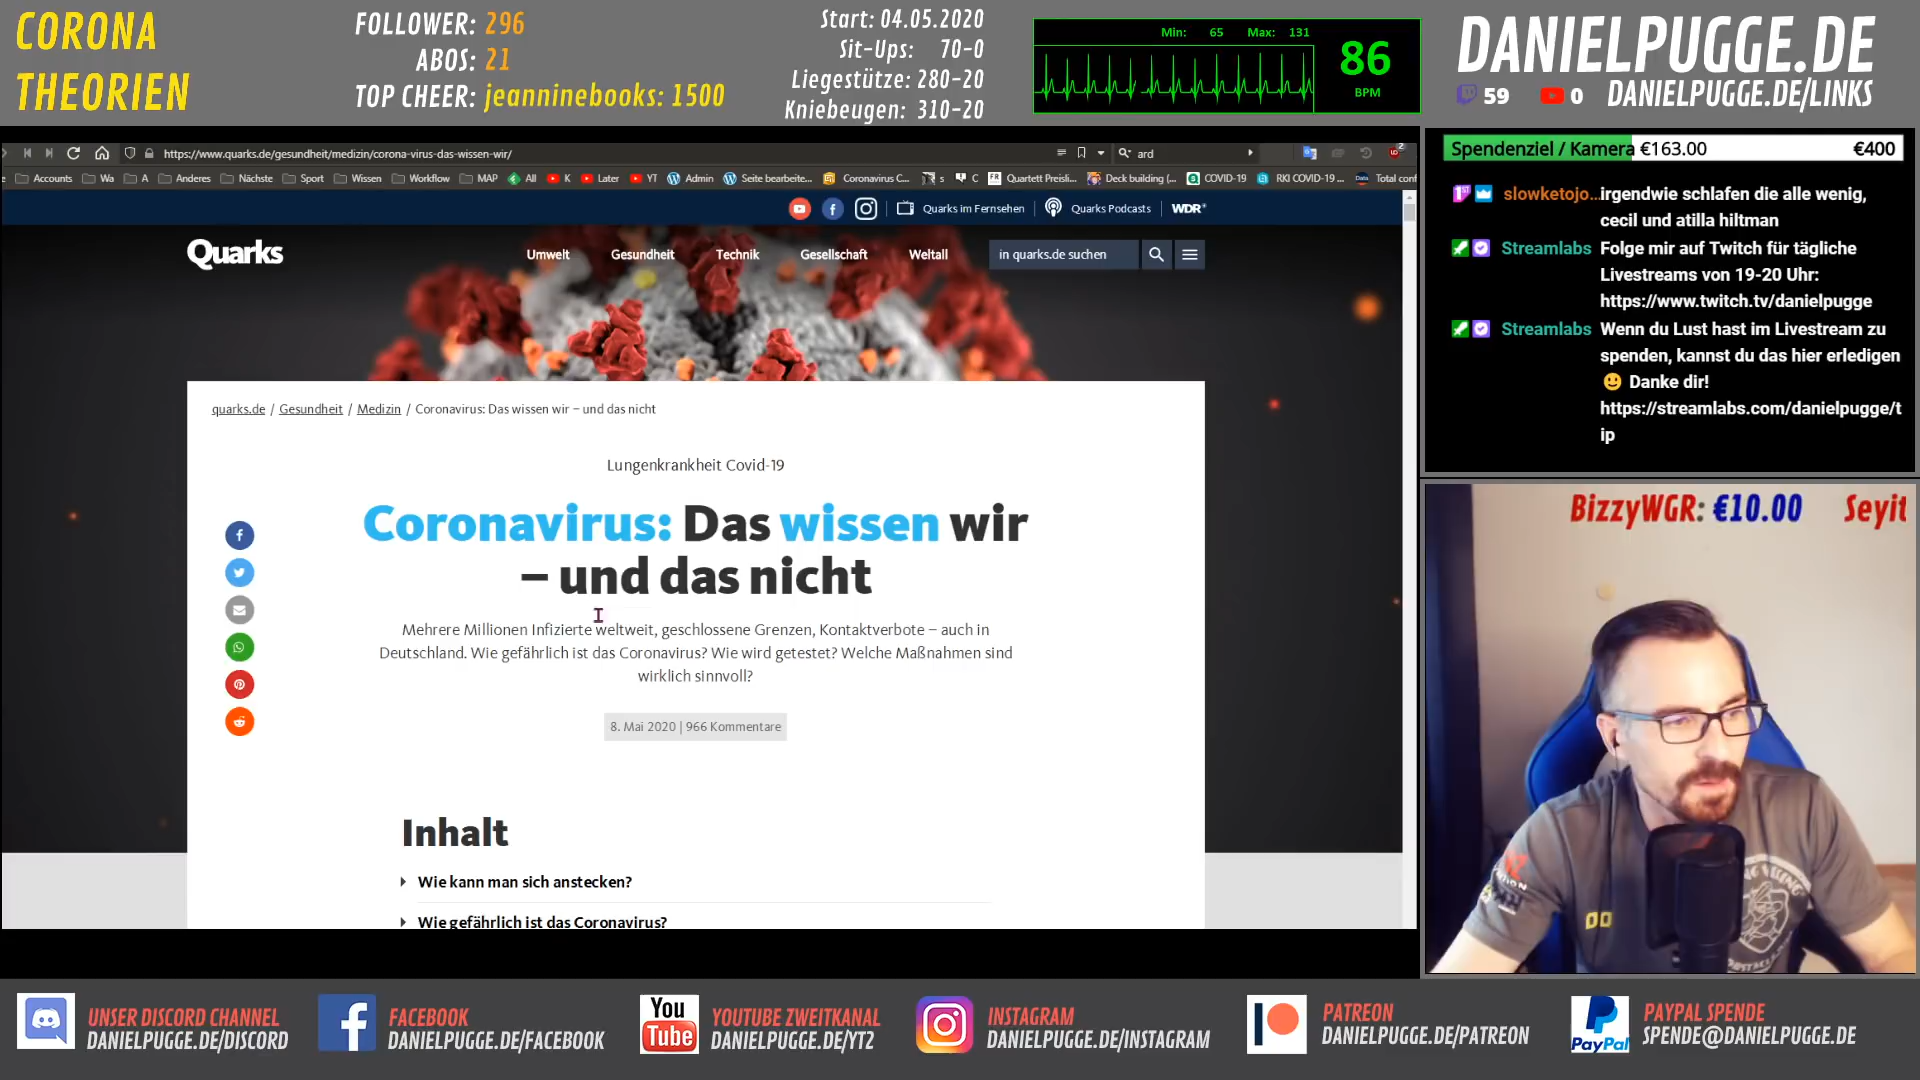 CORONA
THEORIEN
FOLLOWER: 296
ABOS: 21
TOP CHEER: jeanninebooks: 1500
Start: 04.05.2020
Sit-Ups: 70-0
Liegestütze: 280-20
Kniebeugen: 310-20
Min: 65 Max: 131
86
BPM
DANIELPUGGE.DE
59 0 DANIELPUGGE.DE/LINKS
https://www.quarks.de/gesundheit/medizin/corona-virus-das-wissen-wir/
ard
Accounts Wa A Anderes Nächste Sport Wissen Workflow MAP All K Later YT Admin Seite bearbeite... Coronavirus C... s C Quartett Preisli... Deck building (... COVID-19 RKI COVID-19 ... Total conf
Quarks im Fernsehen Quarks Podcasts WDR
Quarks
Umwelt Gesundheit Technik Gesellschaft Weltall in quarks.de suchen
quarks.de / Gesundheit / Medizin / Coronavirus: Das wissen wir – und das nicht
Lungenkrankheit Covid-19
Coronavirus: Das wissen wir
– und das nicht
Mehrere Millionen Infizierte weltweit, geschlossene Grenzen, Kontaktverbote – auch in
Deutschland. Wie gefährlich ist das Coronavirus? Wie wird getestet? Welche Maßnahmen sind
wirklich sinnvoll?
8. Mai 2020 | 966 Kommentare
Inhalt
Wie kann man sich anstecken?
Wie gefährlich ist das Coronavirus?
Spendenziel / Kamera €163.00 €400
slowketojo... irgendwie schlafen die alle wenig,
cecil und atilla hiltman
Streamlabs Folge mir auf Twitch für tägliche
Livestreams von 19-20 Uhr:
https://www.twitch.tv/danielpugge
Streamlabs Wenn du Lust hast im Livestream zu
spenden, kannst du das hier erledigen
Danke dir!
https://streamlabs.com/danielpugge/t
ip
BizzyWGR: €10.00 Seyit
UNSER DISCORD CHANNEL
DANIELPUGGE.DE/DISCORD
FACEBOOK
DANIELPUGGE.DE/FACEBOOK
You
Tube
YOUTUBE ZWEITKANAL
DANIELPUGGE.DE/YT2
INSTAGRAM
DANIELPUGGE.DE/INSTAGRAM
PATREON
DANIELPUGGE.DE/PATREON
PayPal
PAYPAL SPENDE
SPENDE@DANIELPUGGE.DE